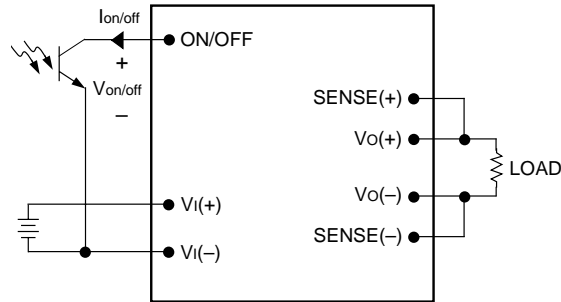 Ion/off
ON/OFF
+
Von/off
–
SENSE(+)
VO(+)
LOAD
VO(–)
SENSE(–)
VI(+)
VI(–)